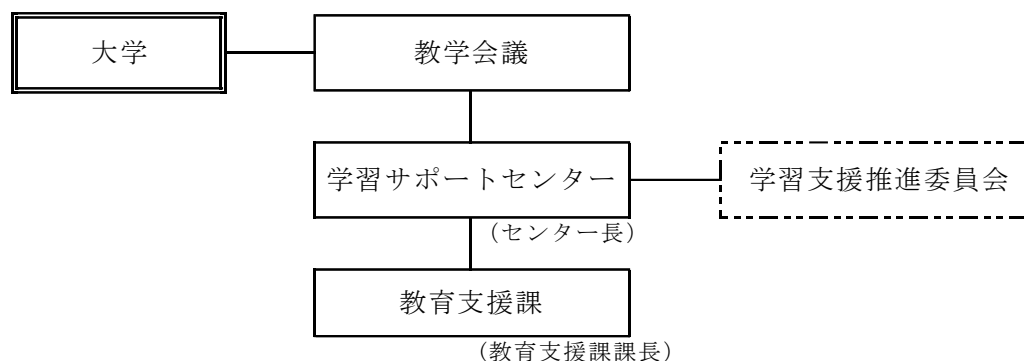 大学
教学会議
学習サポートセンター
学習支援推進委員会
（センター長）
教育支援課
（教育支援課課長）